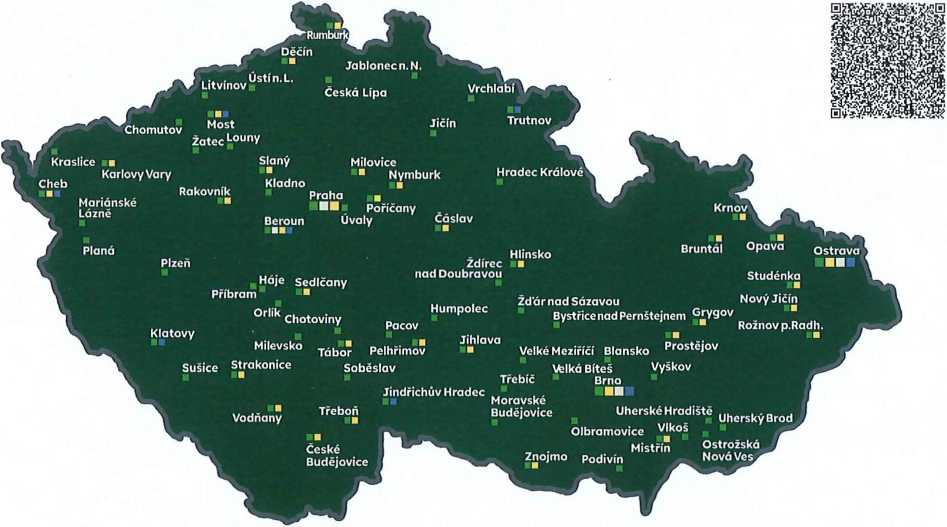 Rumburk
Děčín
Jablonec n. N.
Ústí n. L.
Litvínov
Česká Lípa
Vrchlabí
Trutnov
Most
Chomutov
Jičín
Louny
Žatec
Kraslice
Karlovy Vary
Slaný
Milovice
Hradec Králové
Cheb
Kladno
Nymburk
Rakovník
Praha
Mariánské
Lázně
Poříčany
Úvaly
Beroun
Čáslav
Krnov
Planá
Bruntál
Opava
Ostrava
Plzeň
Hlinsko
Ždírec
nad Doubravou
Studénka
Háje
Sedlčany
Příbram
Nový Jičín
Žďár nad Sázavou
Orlík
Humpolec
Bystřice nad Pernštejnem
Grygov
Chotoviny
Rožnov p.Radh.
Klatovy
Pacov
Milevsko
Jihlava
Prostějov
Tábor
Pelhřimov
Velké Meziříčí
Blansko
Sušice
Strakonice
Soběslav
Velká Bíteš
Vyškov
Třebíč
Brno
Jindřichův Hradec
Moravské
Budějovice
Vodňany
Třeboň
Uherské Hradiště
Uherský Brod
Olbramovice
Vlkoš
České
Budějovice
Mistřín
Ostrožská
Nová Ves
Znojmo
Podivín